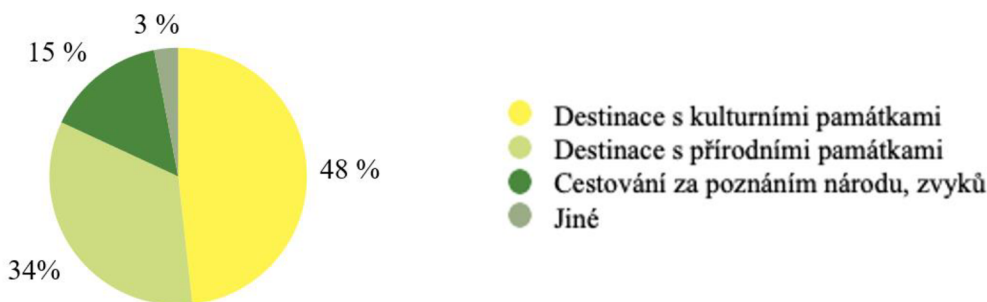 3 %
15 %
48 %
34%
Destinace s kulturními památkami
Destinace s přírodními památkami
Cestování za poznáním národu, zvyků
Jiné